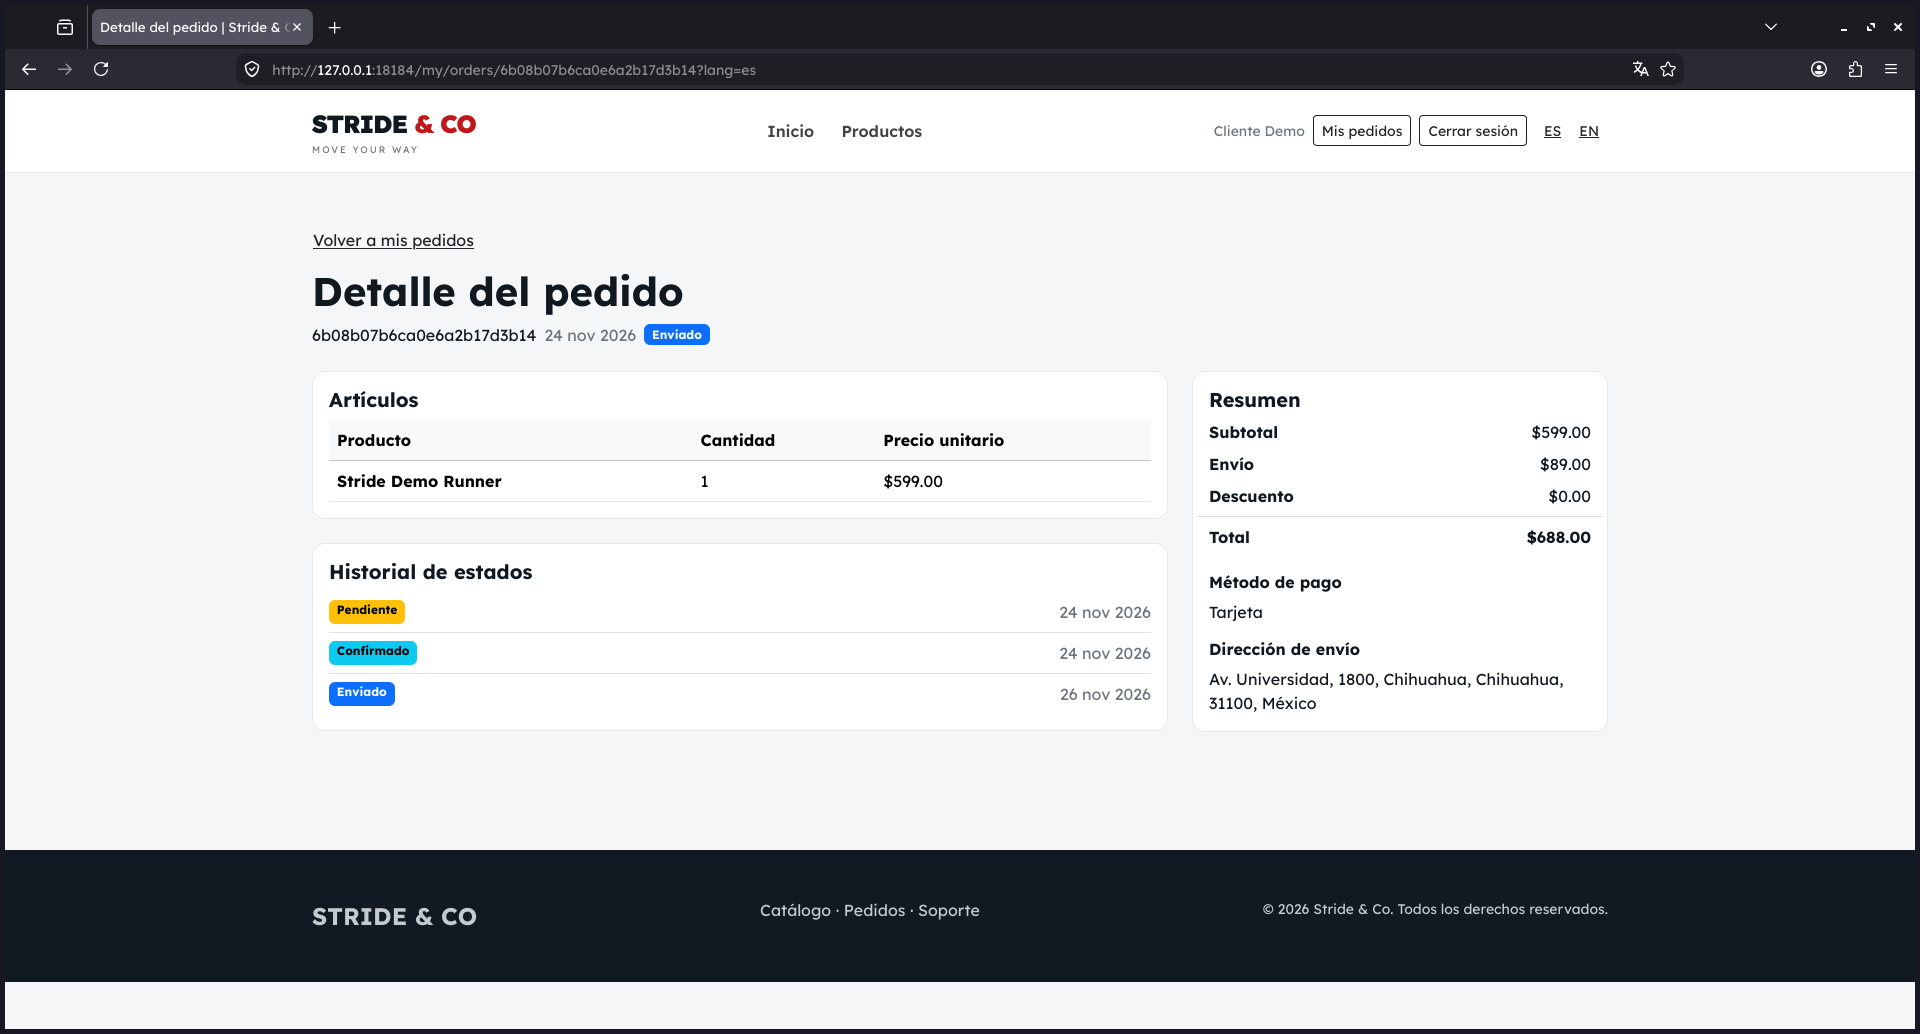 Detalle del pedido | Stride & C
http://127.0.0.1:18184/my/orders/6b08b07b6ca0e6a2b17d3b14?lang=es
STRIDE & CO
MOVE YOUR WAY
Inicio Productos
Cliente Demo Mis pedidos Cerrar sesión ES EN
Volver a mis pedidos
Detalle del pedido
6b08b07b6ca0e6a2b17d3b14 24 nov 2026 Enviado
Artículos
Producto Cantidad Precio unitario
Stride Demo Runner 1 $599.00
Historial de estados
Pendiente 24 nov 2026
Confirmado 24 nov 2026
Enviado 26 nov 2026
Resumen
Subtotal $599.00
Envío $89.00
Descuento $0.00
Total $688.00
Método de pago
Tarjeta
Dirección de envío
Av. Universidad, 1800, Chihuahua, Chihuahua,
31100, México
STRIDE & CO
Catálogo · Pedidos · Soporte
© 2026 Stride & Co. Todos los derechos reservados.